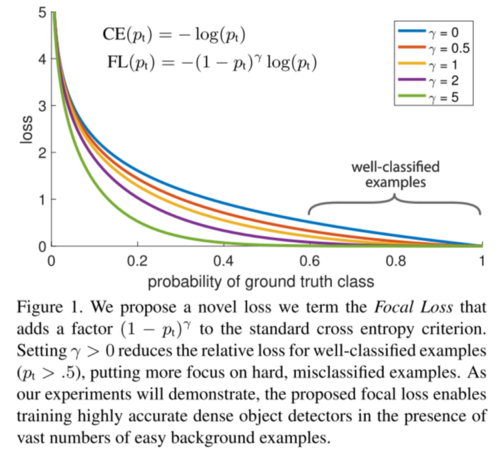 5
4
3
2
1
0
loss
CE(pt) = − log(pt)
FL(pt) = −(1 − pt)γ log(pt)
γ = 0
γ = 0.5
γ = 1
γ = 2
γ = 5
well-classified
examples
0 0.2 0.4 0.6 0.8 1
probability of ground truth class
Figure 1. We propose a novel loss we term the Focal Loss that
adds a factor (1 − pt)γ to the standard cross entropy criterion.
Setting γ > 0 reduces the relative loss for well-classified examples
(pt > .5), putting more focus on hard, misclassified examples. As
our experiments will demonstrate, the proposed focal loss enables
training highly accurate dense object detectors in the presence of
vast numbers of easy background examples.